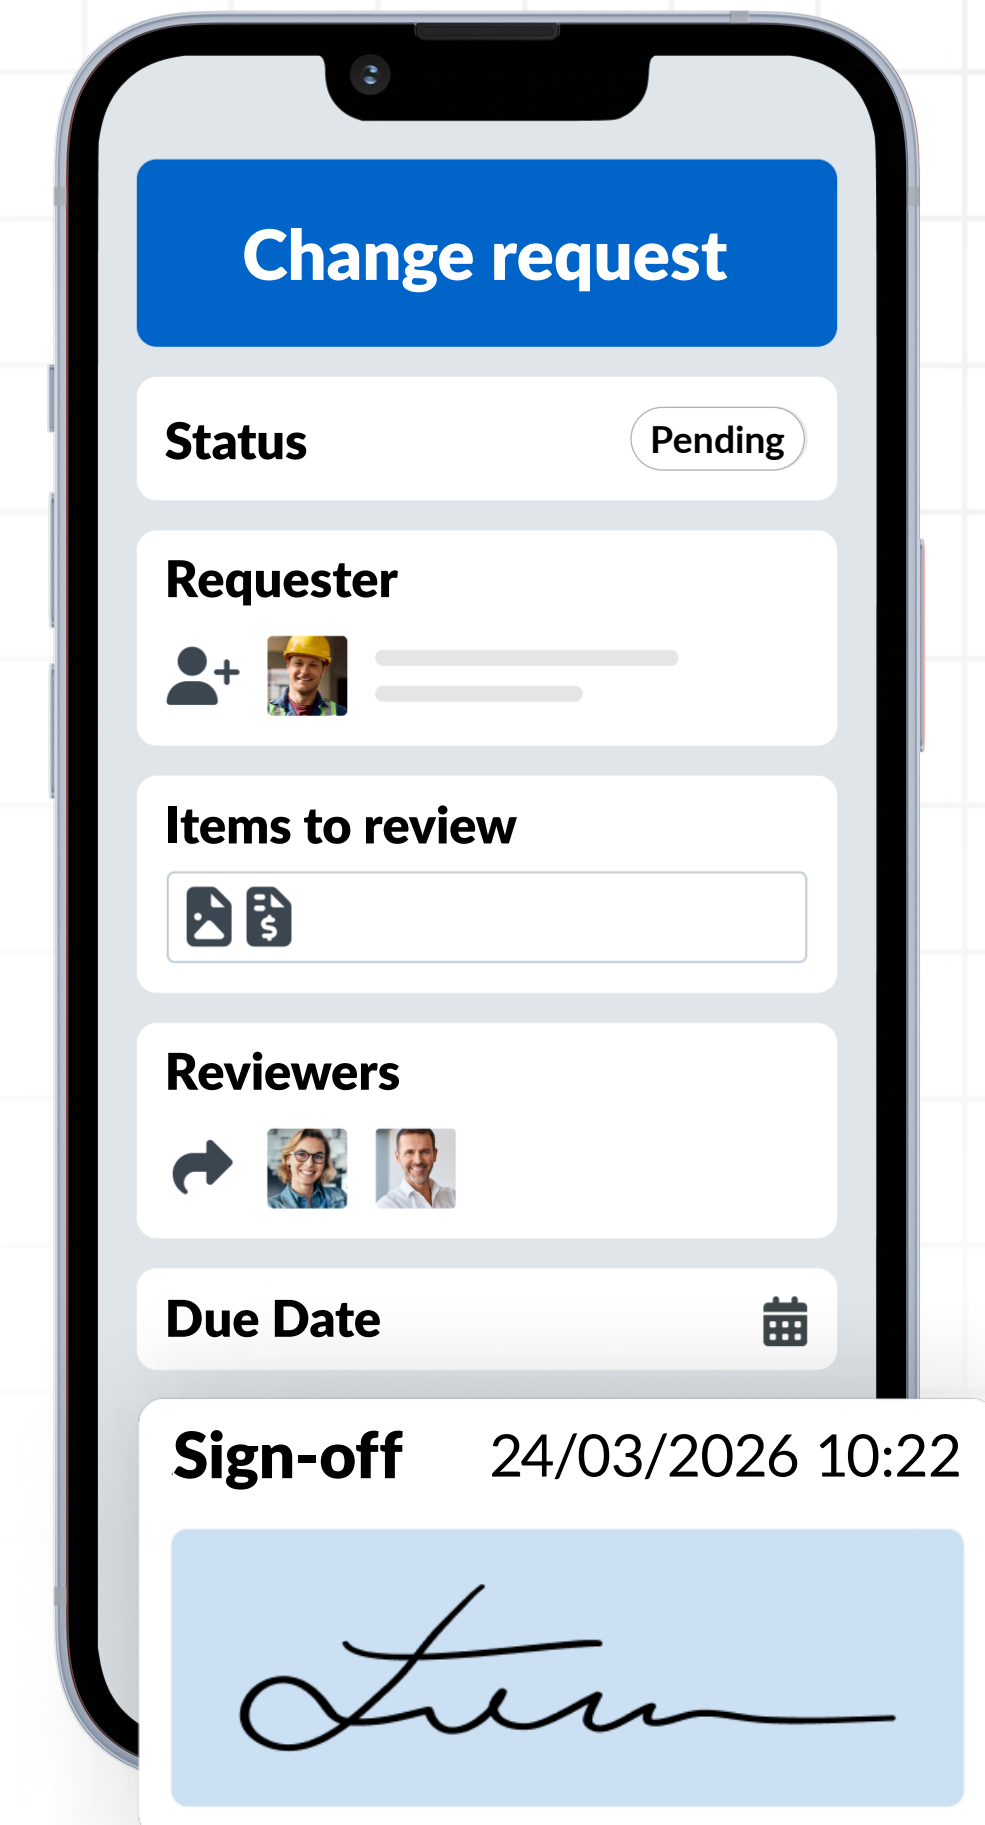 Change request
Status Pending
Requester
Items to review
$
Reviewers
Due Date
Sign-off 24/03/2026 10:22